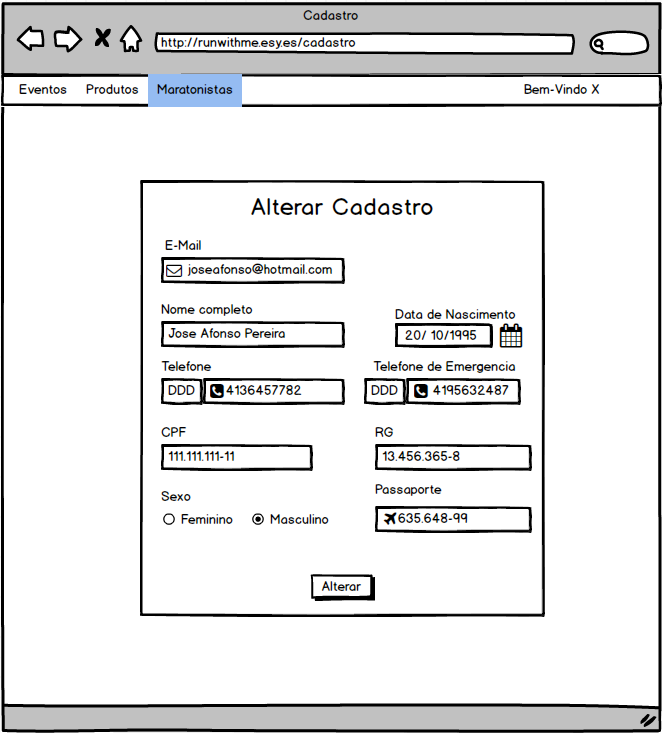 Cadastro
http://runwithme.esy.es/cadastro
Eventos Produtos Maratonistas Bem-Vindo X
Alterar Cadastro
E-Mail
joseafonso@hotmail.com
Nome completo
Data de Nascimento
Jose Afonso Pereira
20/ 10/1995
Telefone
Telefone de Emergencia
DDD 4136457782
DDD 4195632487
CPF
RG
111.111.111-11
13.456.365-8
Sexo
Passaporte
Feminino Masculino
635.648-99
Alterar